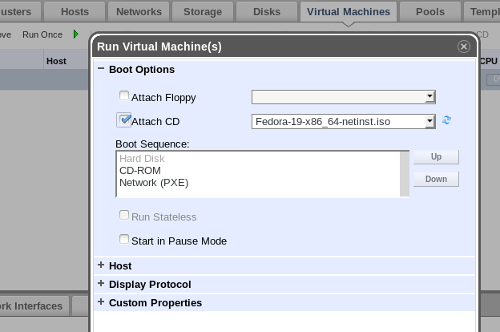 usters Hosts Networks Storage Disks Virtual Machines Pools Templ
ove Run Once CD
Run Virtual Machine(s)
Host CPU
Boot Options
Attach Floppy
Attach CD Fedora-19-x86_64-netinst.iso
Boot Sequence:
Hard Disk Up
CD-ROM
Network (PXE) Down
Run Stateless
Start in Pause Mode
Host
Display Protocol
rk Interfaces
Custom Properties